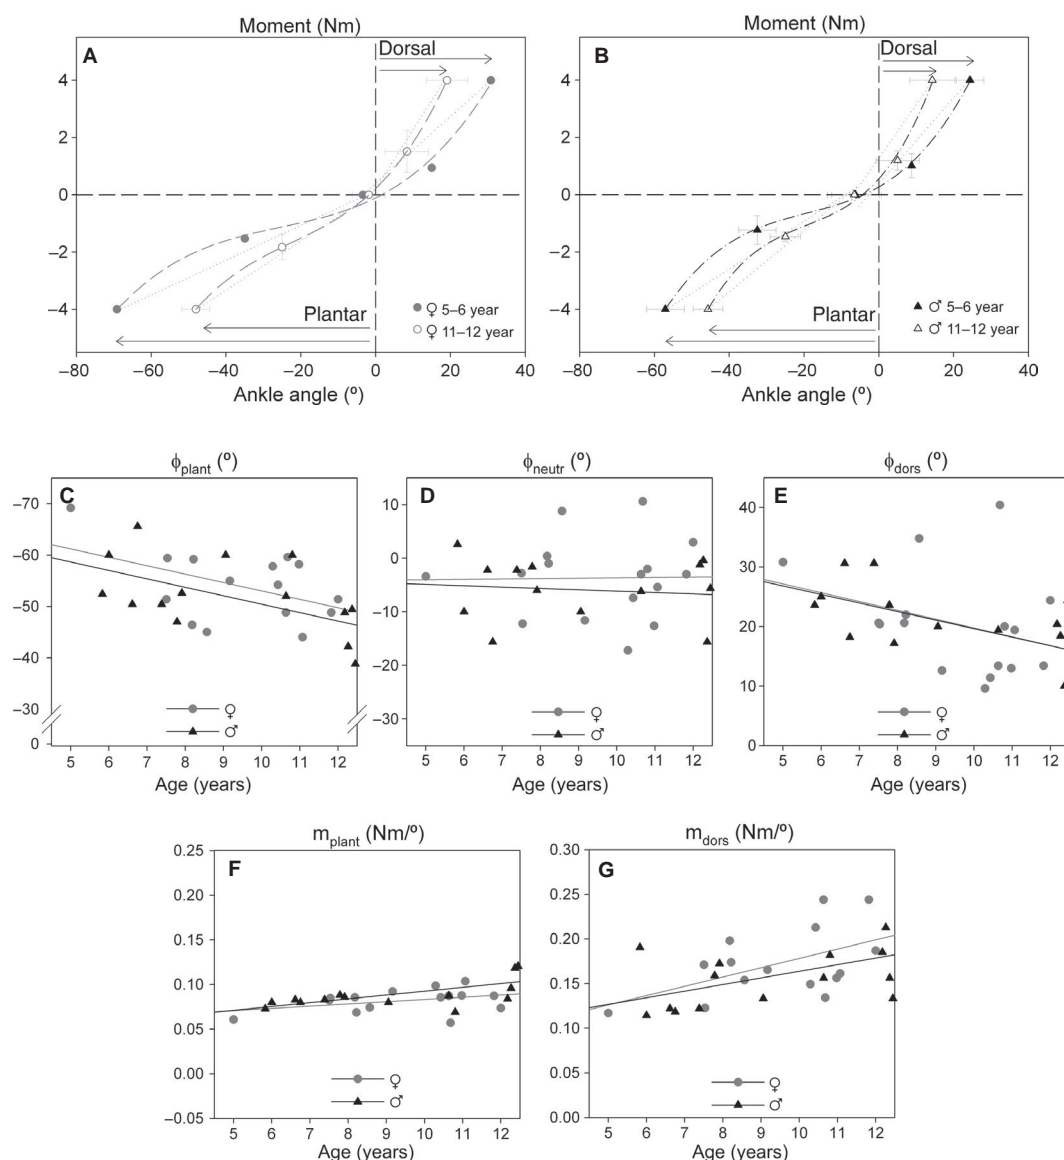 Moment (Nm)
A
Dorsal
4
2
0
−2
−4
Plantar
♀ 5–6 year
♀ 11–12 year
−80 −60 −40 −20 0 20 40
Ankle angle (º)
Moment (Nm)
B
Dorsal
4
2
0
−2
−4
Plantar
♂ 5–6 year
♂ 11–12 year
−80 −60 −40 −20 0 20 40
Ankle angle (º)
ϕplant (º)
C
−70
−60
−50
−40
−30
0
♀
♂
5 6 7 8 9 10 11 12
Age (years)
ϕneutr (º)
D
10
0
−10
−20
−30
♀
♂
5 6 7 8 9 10 11 12
Age (years)
ϕdors (º)
E
40
30
20
10
0
♀
♂
5 6 7 8 9 10 11 12
Age (years)
mplant (Nm/º)
F
0.25
0.20
0.15
0.10
0.05
0.00
−0.05
♀
♂
5 6 7 8 9 10 11 12
Age (years)
mdors (Nm/º)
G
0.30
0.25
0.20
0.15
0.10
0.05
0.00
♀
♂
5 6 7 8 9 10 11 12
Age (years)